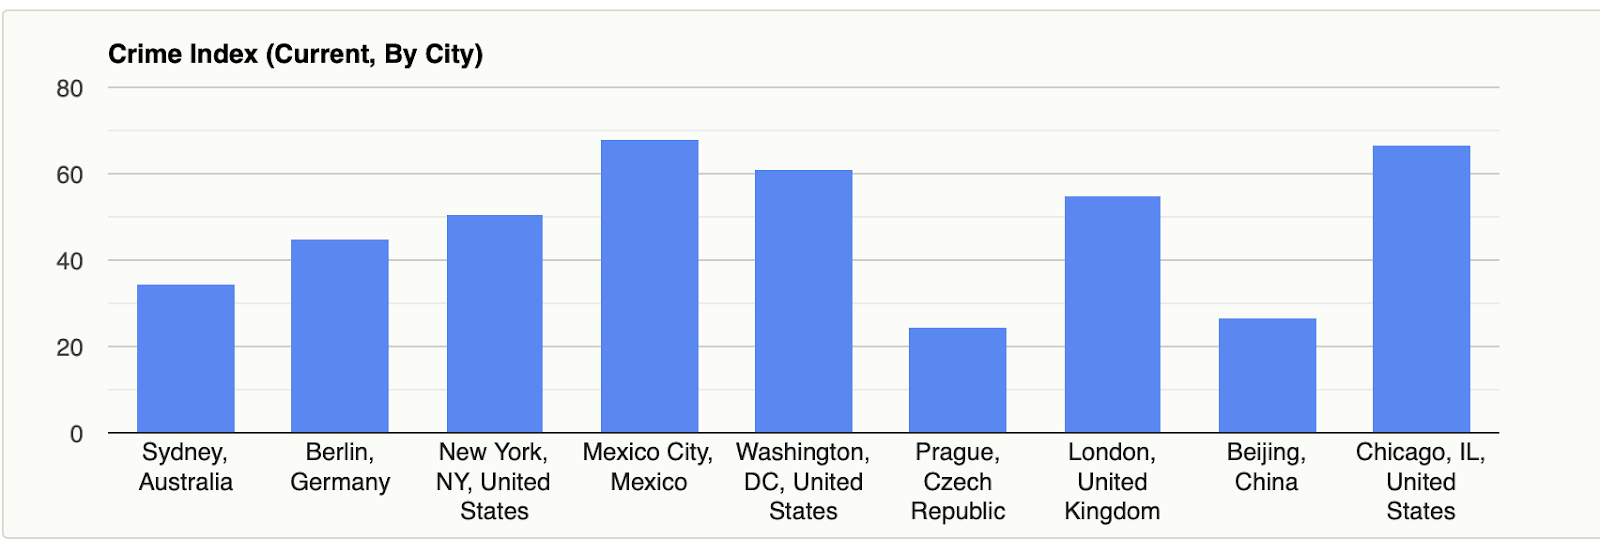 Crime Index (Current, By City)
80
60
40
20
0
Sydney,
Australia
Berlin,
Germany
New York,
NY, United
States
Mexico City,
Mexico
Washington,
DC, United
States
Prague,
Czech
Republic
London,
United
Kingdom
Beijing,
China
Chicago, IL,
United
States